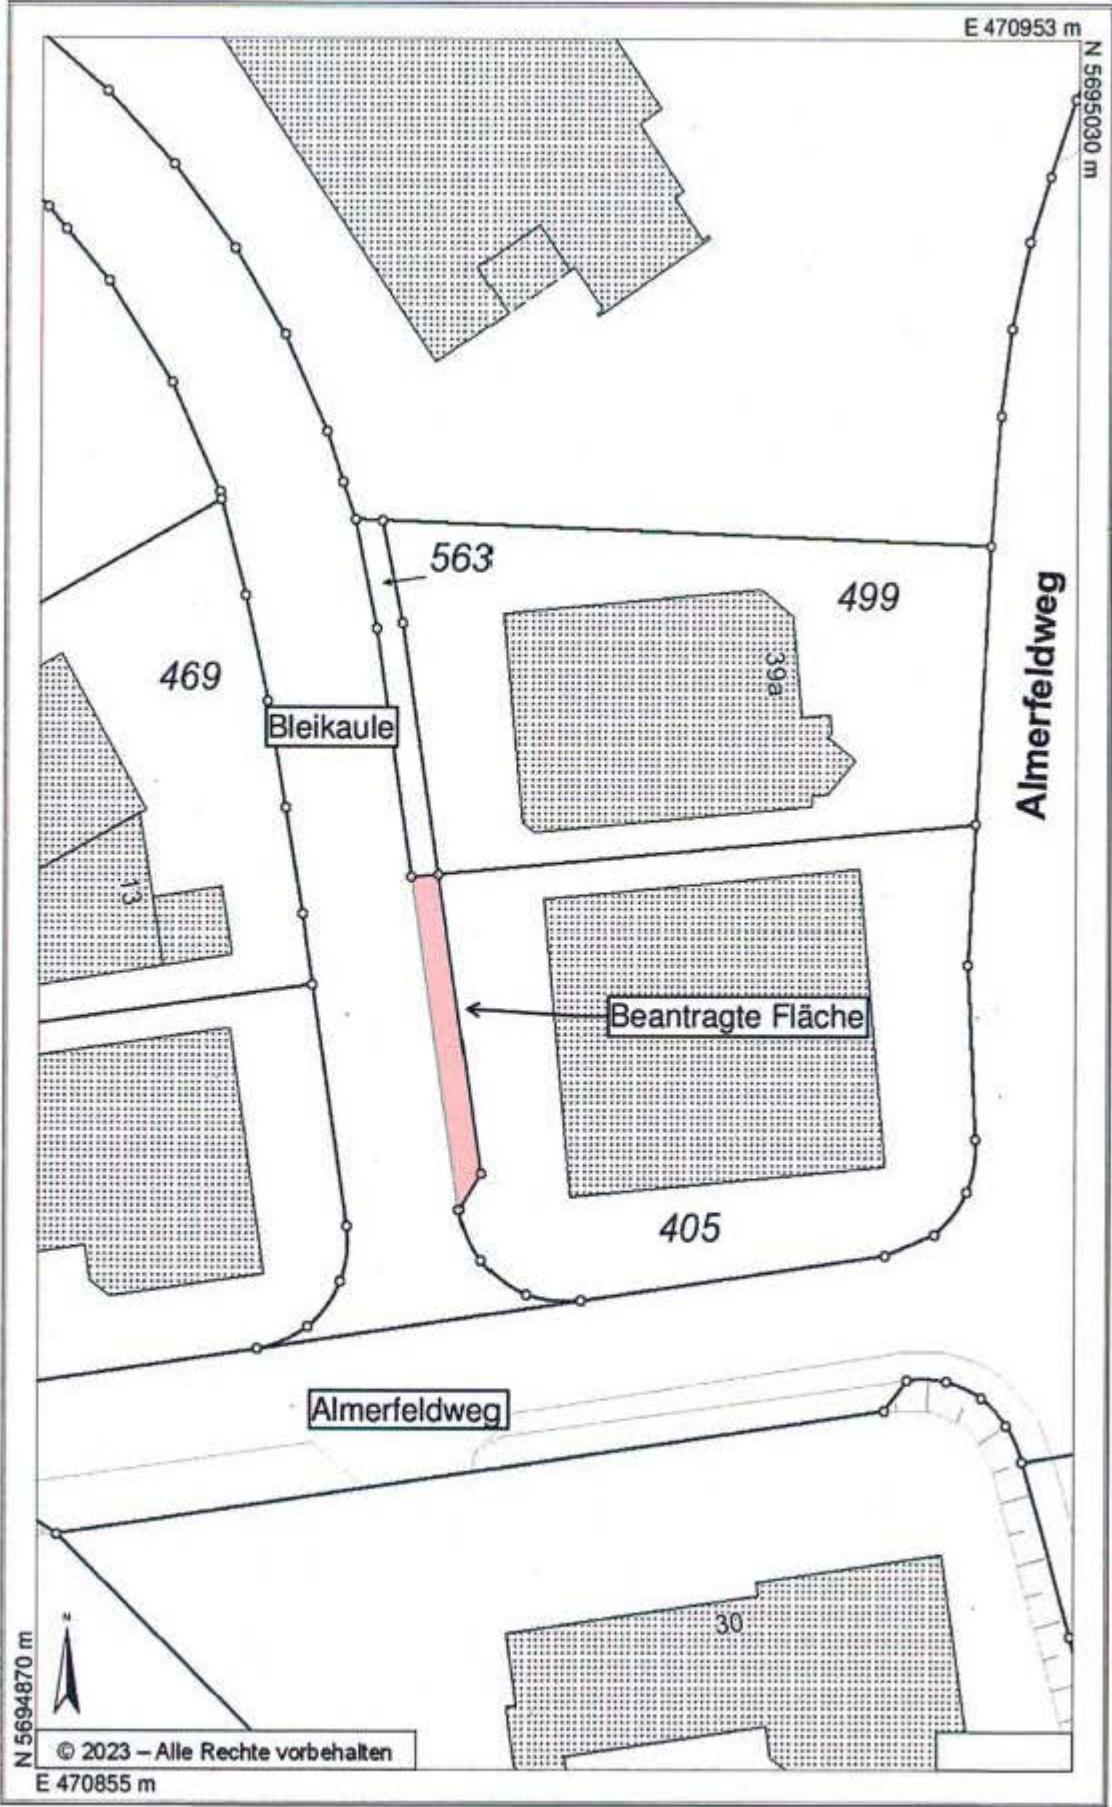 E 470953 m
N 5695030 m
563
499
39a
Almerfeldweg
469
Bleikaule
13
Beantragte Fläche
405
Almerfeldweg
30
N
N 5694870 m
© 2023 – Alle Rechte vorbehalten
E 470855 m